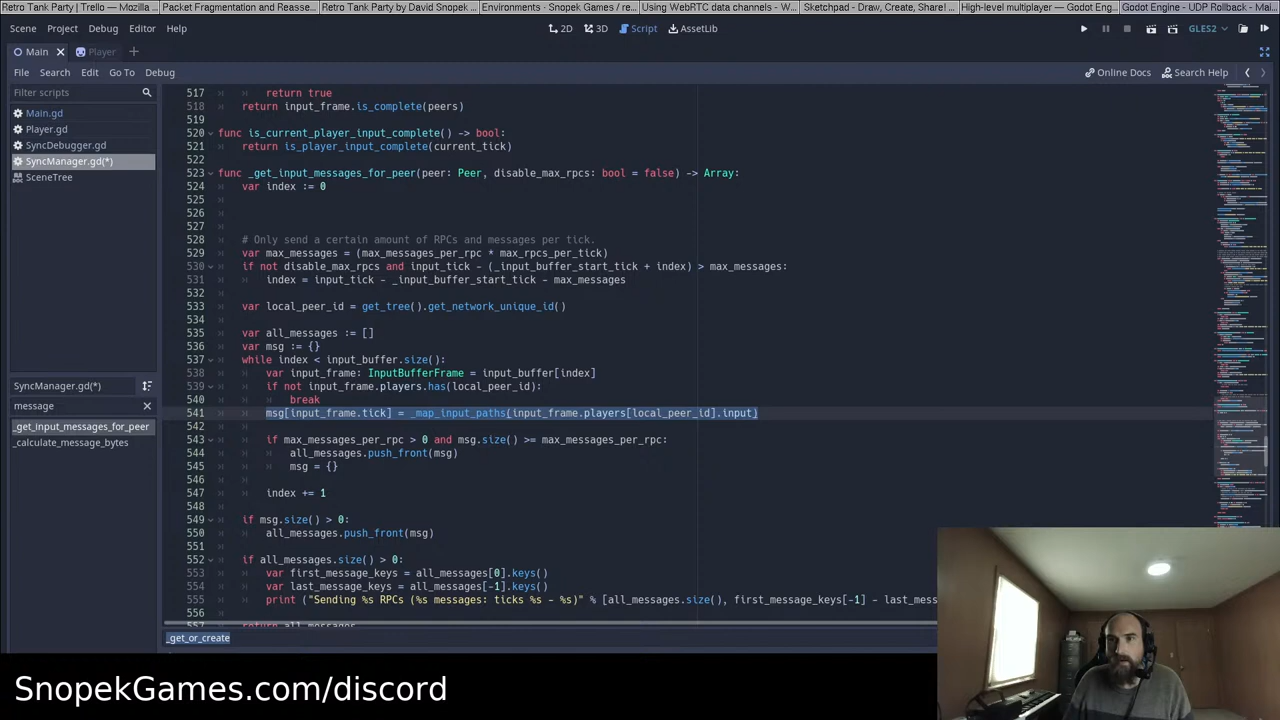 Retro Tank Party | Trello — Mozilla ...
Packet Fragmentation and Reasse...
Retro Tank Party by David Snopek ...
Environments · Snopek Games / re...
Using WebRTC data channels - W...
Sketchpad - Draw, Create, Share! ...
High-level multiplayer — Godot Eng...
Godot Engine - UDP Rollback - Mai...
Scene Project Debug Editor Help
2D 3D Script AssetLib
GLES2
Main Player
File Search Edit Go To Debug
Online Docs Search Help
Filter scripts
Main.gd
Player.gd
SyncDebugger.gd
SyncManager.gd(*)
SceneTree
SyncManager.gd(*)
message
_get_input_messages_for_peer
_calculate_message_bytes
517 return true
518 return input_frame.is_complete(peers)
519
520 func is_current_player_input_complete() -> bool:
521 return is_player_input_complete(current_tick)
522
523 func _get_input_messages_for_peer(peer: Peer, disable_max_rpcs: bool = false) -> Array:
524 var index := 0
525
526
527
528 # Only send a certain amount of RPCs and messages per tick.
529 var max_messages = (max_messages_per_rpc * max_rpcs_per_tick)
530 if not disable_max_rpcs and input_tick - (_input_buffer_start_tick + index) > max_messages:
531 index = input_tick - _input_buffer_start_tick - max_messages
532
533 var local_peer_id = get_tree().get_network_unique_id()
534
535 var all_messages := []
536 var msg := {}
537 while index < input_buffer.size():
538 var input_frame: InputBufferFrame = input_buffer[index]
539 if not input_frame.players.has(local_peer_id):
540 break
541 msg[input_frame.tick] = _map_input_paths(input_frame.players[local_peer_id].input)
542
543 if max_messages_per_rpc > 0 and msg.size() >= max_messages_per_rpc:
544 all_messages.push_front(msg)
545 msg = {}
546
547 index += 1
548
549 if msg.size() > 0:
550 all_messages.push_front(msg)
551
552 if all_messages.size() > 0:
553 var first_message_keys = all_messages[0].keys()
554 var last_message_keys = all_messages[-1].keys()
555 print ("Sending %s RPCs (%s messages: ticks %s - %s)" % [all_messages.size(), first_message_keys[-1] - last_mess
556
return all_messages
_get_or_create
SnopekGames.com/discord